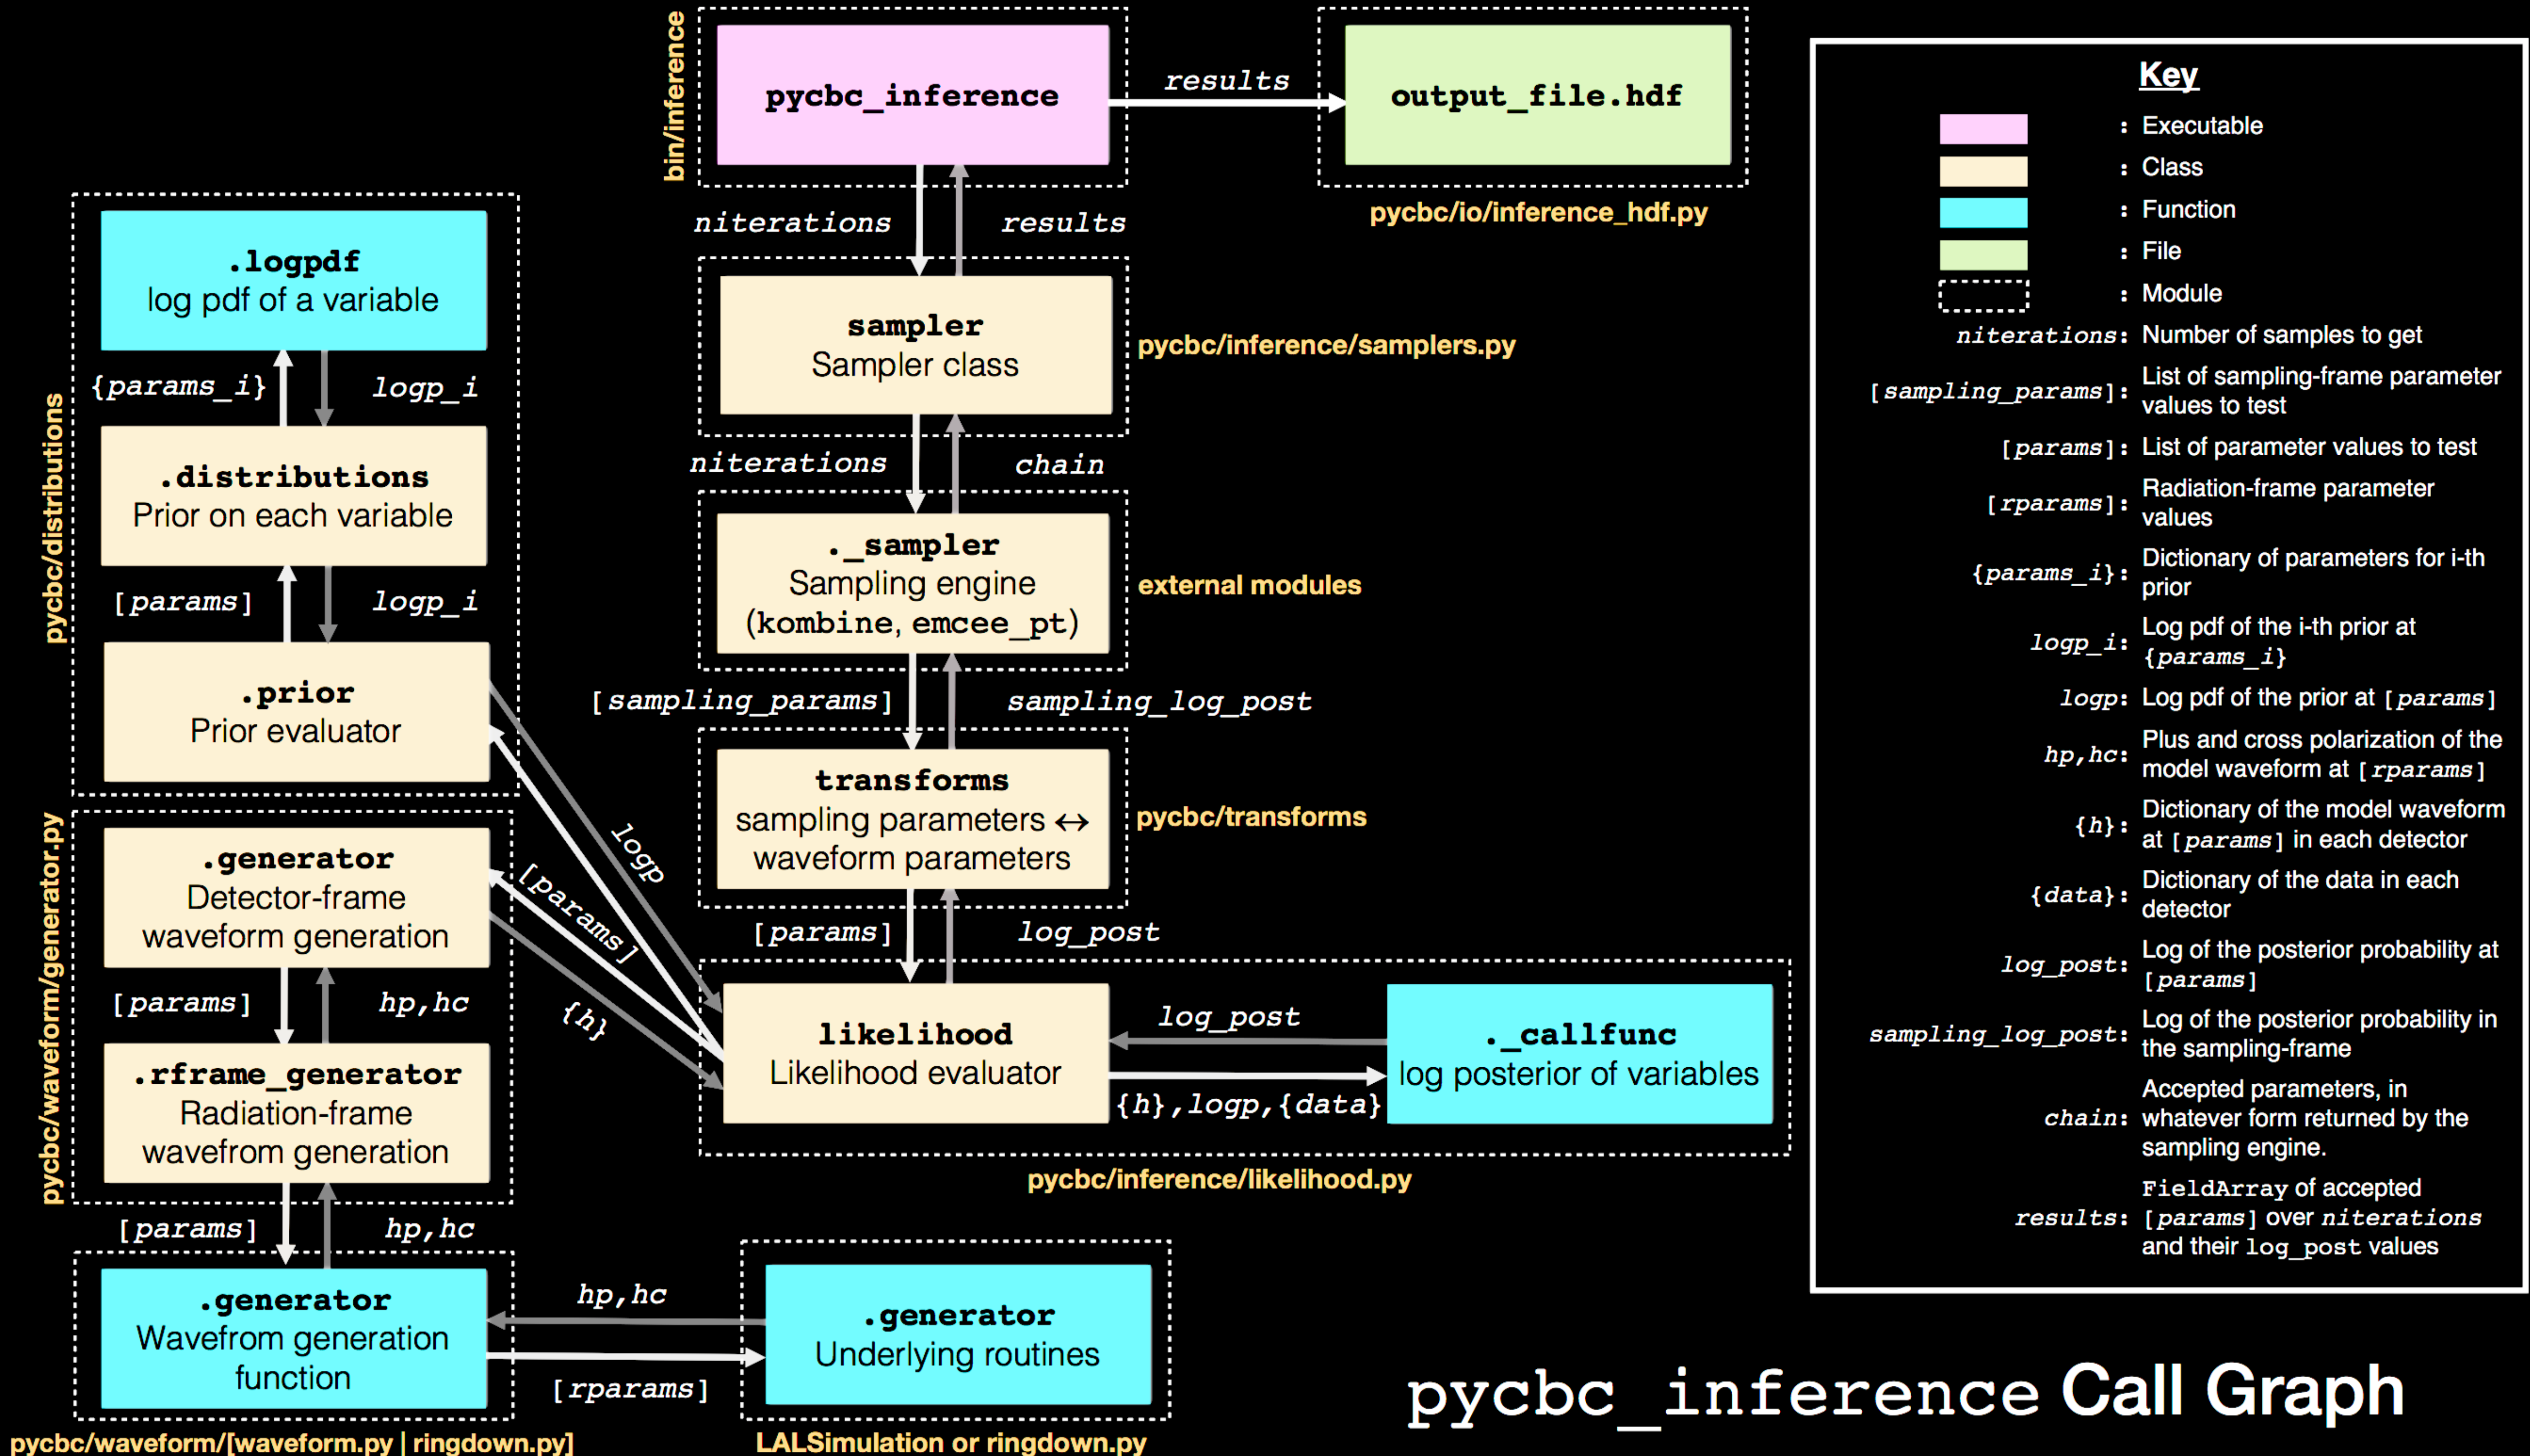 bin/inference
pycbc_inference
results
output_file.hdf
pycbc/io/inference_hdf.py
niterations
results
sampler
Sampler class
pycbc/inference/samplers.py
niterations
chain
._sampler
Sampling engine
(kombine, emcee_pt)
external modules
[sampling_params]
sampling_log_post
transforms
sampling parameters ↔
waveform parameters
pycbc/transforms
[params]
log_post
likelihood
Likelihood evaluator
log_post
{h},logp,{data}
._callfunc
log posterior of variables
pycbc/inference/likelihood.py
pycbc/distributions
.logpdf
log pdf of a variable
{params_i}
logp_i
.distributions
Prior on each variable
[params]
logp_i
.prior
Prior evaluator
logp
[params]
{h}
pycbc/waveform/generator.py
.generator
Detector-frame
waveform generation
[params]
hp,hc
.rframe_generator
Radiation-frame
wavefrom generation
[params]
hp,hc
.generator
Wavefrom generation
function
pycbc/waveform/[waveform.py | ringdown.py]
hp,hc
[rparams]
.generator
Underlying routines
LALSimulation or ringdown.py
Key
: Executable
: Class
: Function
: File
: Module
niterations: Number of samples to get
[sampling_params]: List of sampling-frame parameter
values to test
[params]: List of parameter values to test
[rparams]: Radiation-frame parameter
values
{params_i}: Dictionary of parameters for i-th
prior
logp_i: Log pdf of the i-th prior at
{params_i}
logp: Log pdf of the prior at [params]
hp,hc: Plus and cross polarization of the
model waveform at [rparams]
{h}: Dictionary of the model waveform
at [params] in each detector
{data}: Dictionary of the data in each
detector
log_post: Log of the posterior probability at
[params]
sampling_log_post: Log of the posterior probability in
the sampling-frame
chain: Accepted parameters, in
whatever form returned by the
sampling engine.
results: FieldArray of accepted
[params] over niterations
and their log_post values
pycbc_inference Call Graph